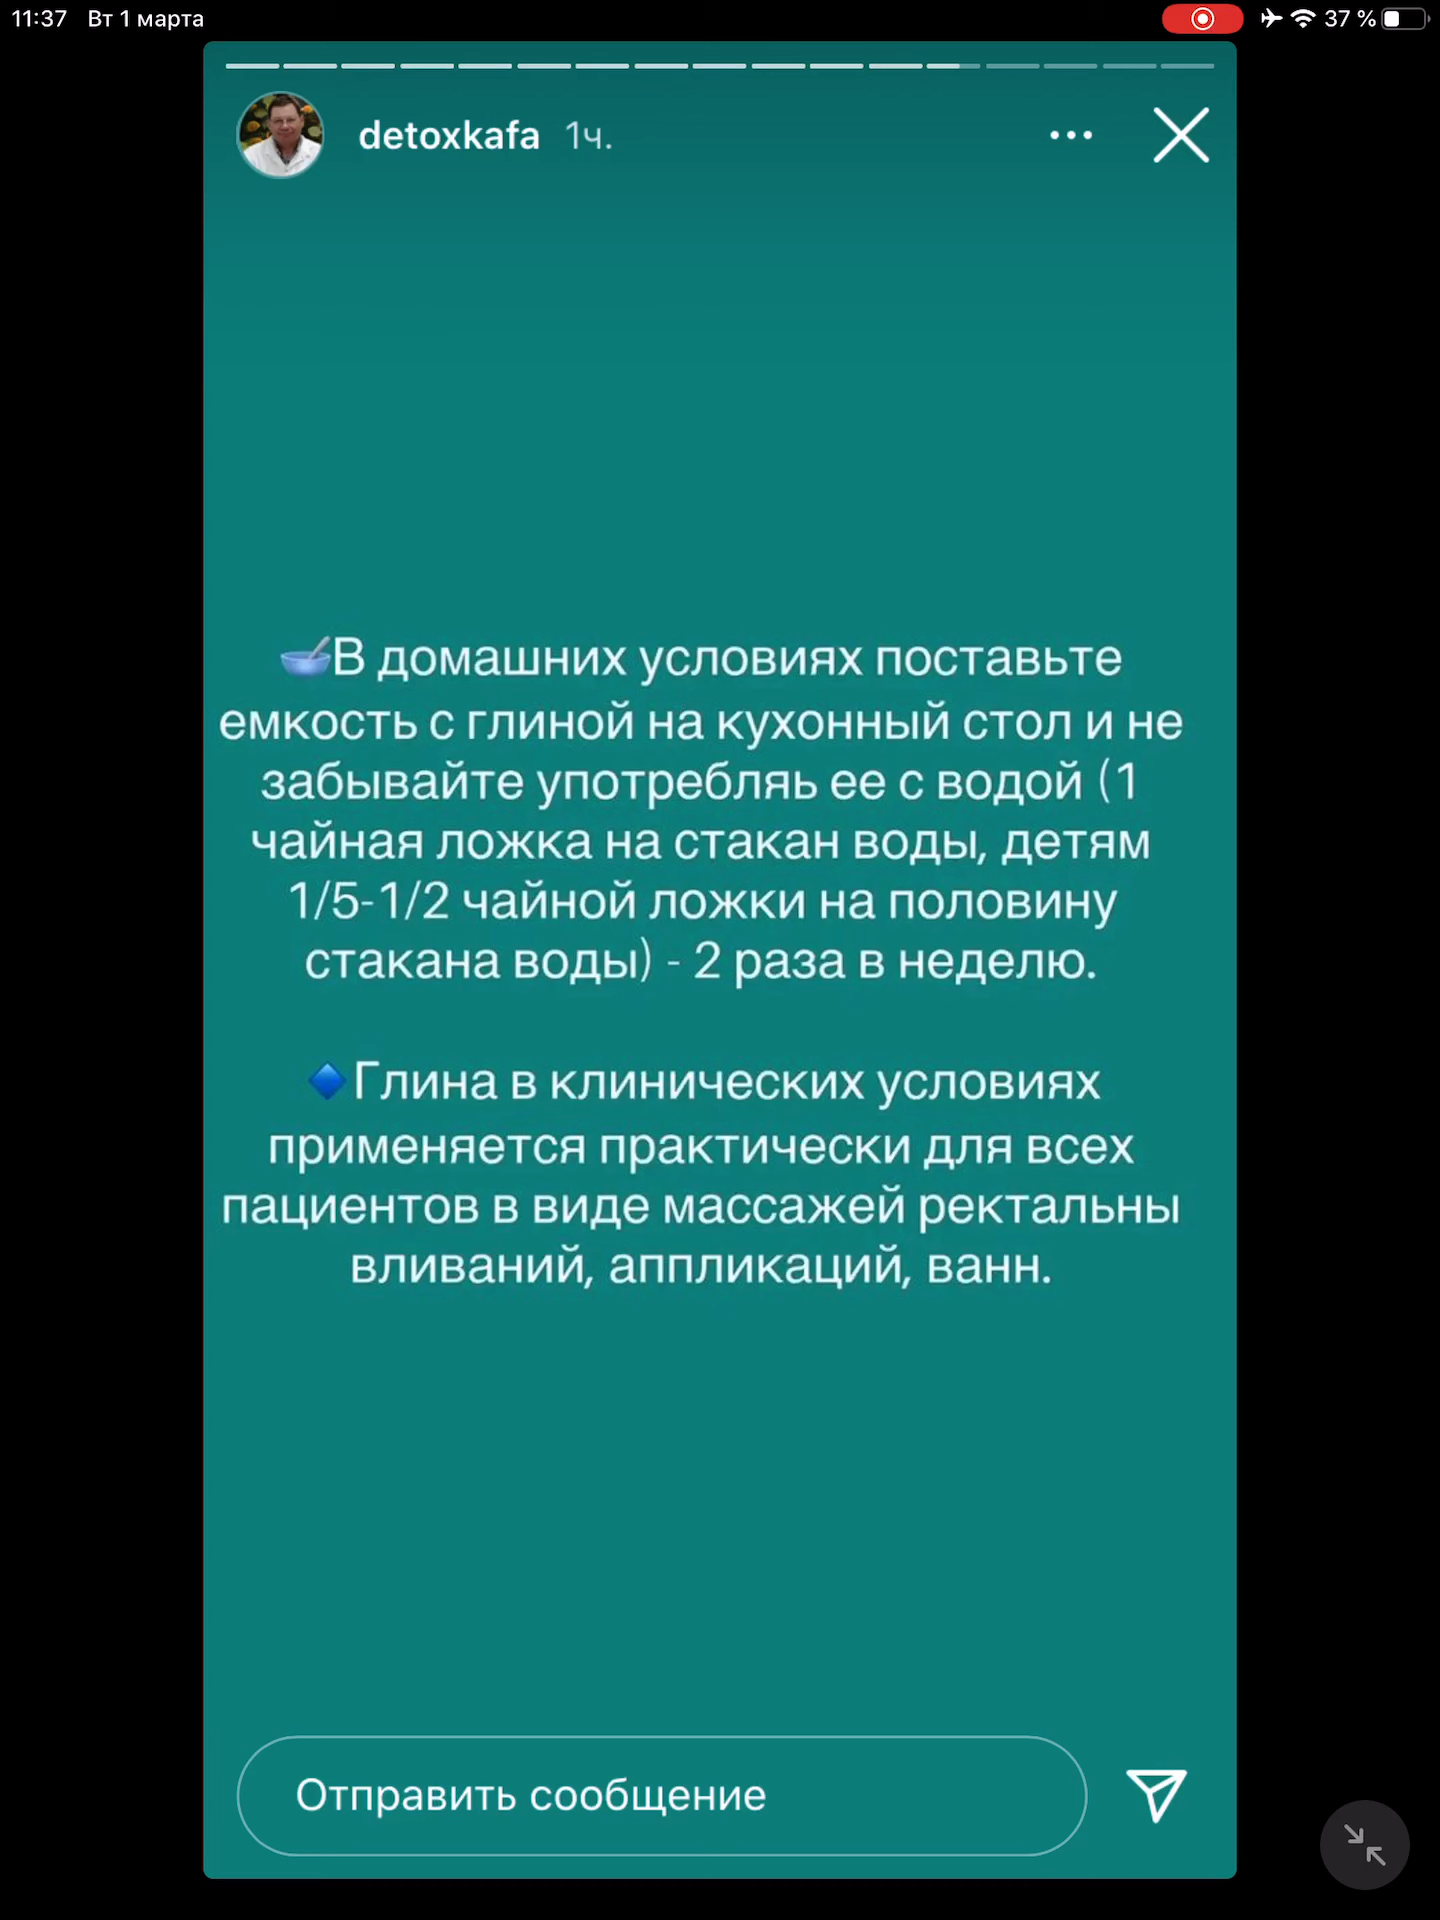 11:37 Вт 1 марта 37 %
detoxkafa 1ч.
В домашних условиях поставьте
емкость с глиной на кухонный стол и не
забывайте употребляь ее с водой (1
чайная ложка на стакан воды, детям
1/5-1/2 чайной ложки на половину
стакана воды) - 2 раза в неделю.
Глина в клинических условиях
применяется практически для всех
пациентов в виде массажей ректальны
вливаний, аппликаций, ванн.
Отправить сообщение